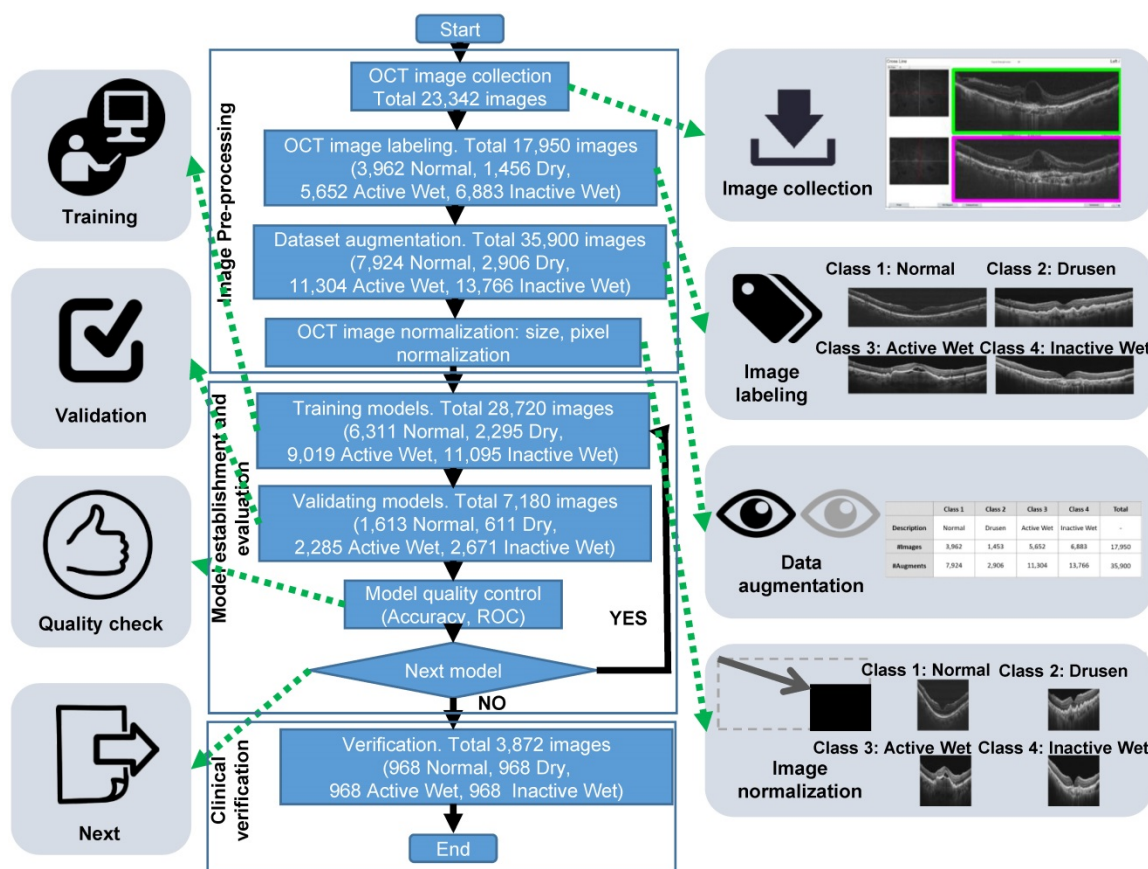 Start
Image Pre-processing
OCT image collection
Total 23,342 images
OCT image labeling. Total 17,950 images
(3,962 Normal, 1,456 Dry,
5,652 Active Wet, 6,883 Inactive Wet)
Dataset augmentation. Total 35,900 images
(7,924 Normal, 2,906 Dry,
11,304 Active Wet, 13,766 Inactive Wet)
OCT image normalization: size, pixel
normalization
Model establishment and
evaluation
Training models. Total 28,720 images
(6,311 Normal, 2,295 Dry,
9,019 Active Wet, 11,095 Inactive Wet)
Validating models. Total 7,180 images
(1,613 Normal, 611 Dry,
2,285 Active Wet, 2,671 Inactive Wet)
Model quality control
(Accuracy, ROC)
YES
Next model
NO
Clinical
verification
Verification. Total 3,872 images
(968 Normal, 968 Dry,
968 Active Wet, 968 Inactive Wet)
End
Training
Validation
Quality check
Next
Image collection
Class 1: Normal
Class 2: Drusen
Class 3: Active Wet
Class 4: Inactive Wet
Image
labeling
Data
augmentation
Class 1 Class 2 Class 3 Class 4 Total
Description Normal Drusen Active Wet Inactive Wet -
#Images 3,962 1,453 5,652 6,883 17,950
#Augments 7,924 2,906 11,304 13,766 35,900
Class 1: Normal
Class 2: Drusen
Class 3: Active Wet
Class 4: Inactive Wet
Image
normalization